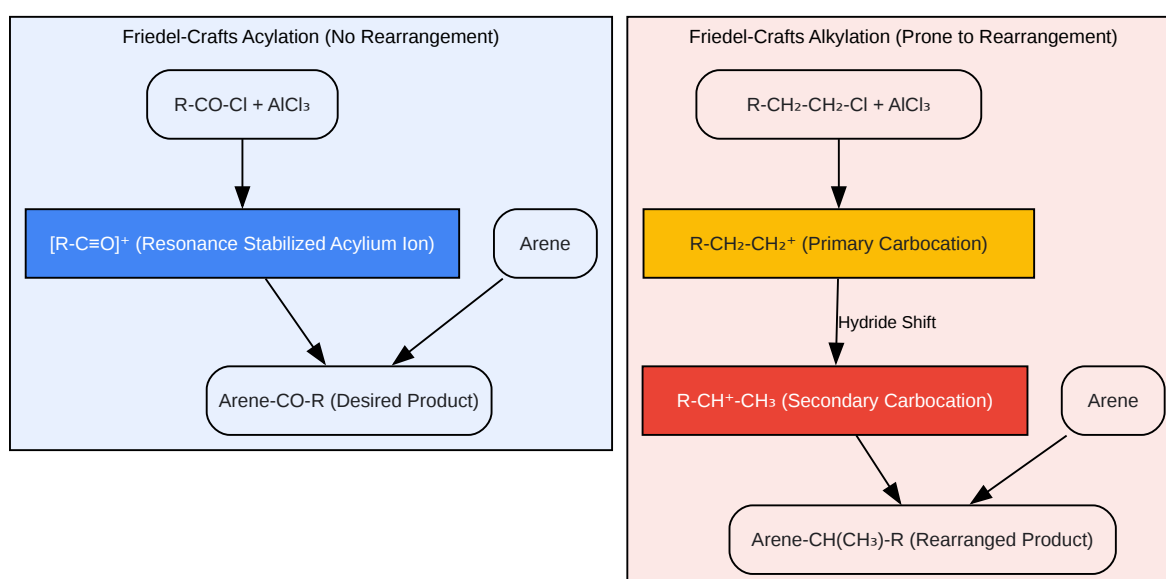 Friedel-Crafts Acylation (No Rearrangement)
R-CO-Cl + AlCl₃
[R-C≡O]⁺ (Resonance Stabilized Acylium Ion)
Arene
Arene-CO-R (Desired Product)
Friedel-Crafts Alkylation (Prone to Rearrangement)
R-CH₂-CH₂-Cl + AlCl₃
R-CH₂-CH₂⁺ (Primary Carbocation)
Hydride Shift
R-CH⁺-CH₃ (Secondary Carbocation)
Arene
Arene-CH(CH₃)-R (Rearranged Product)